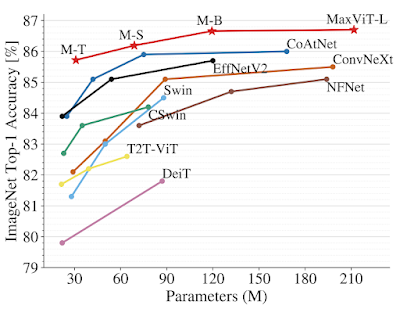 ImageNet Top-1 Accuracy [%]
87
86
85
84
83
82
81
80
79
M-T
M-S
M-B
MaxViT-L
CoAtNet
EffNetV2
ConvNeXt
Swin
NFNet
CSwin
T2T-ViT
DeiT
30
60
90
120
150
180
210
Parameters (M)